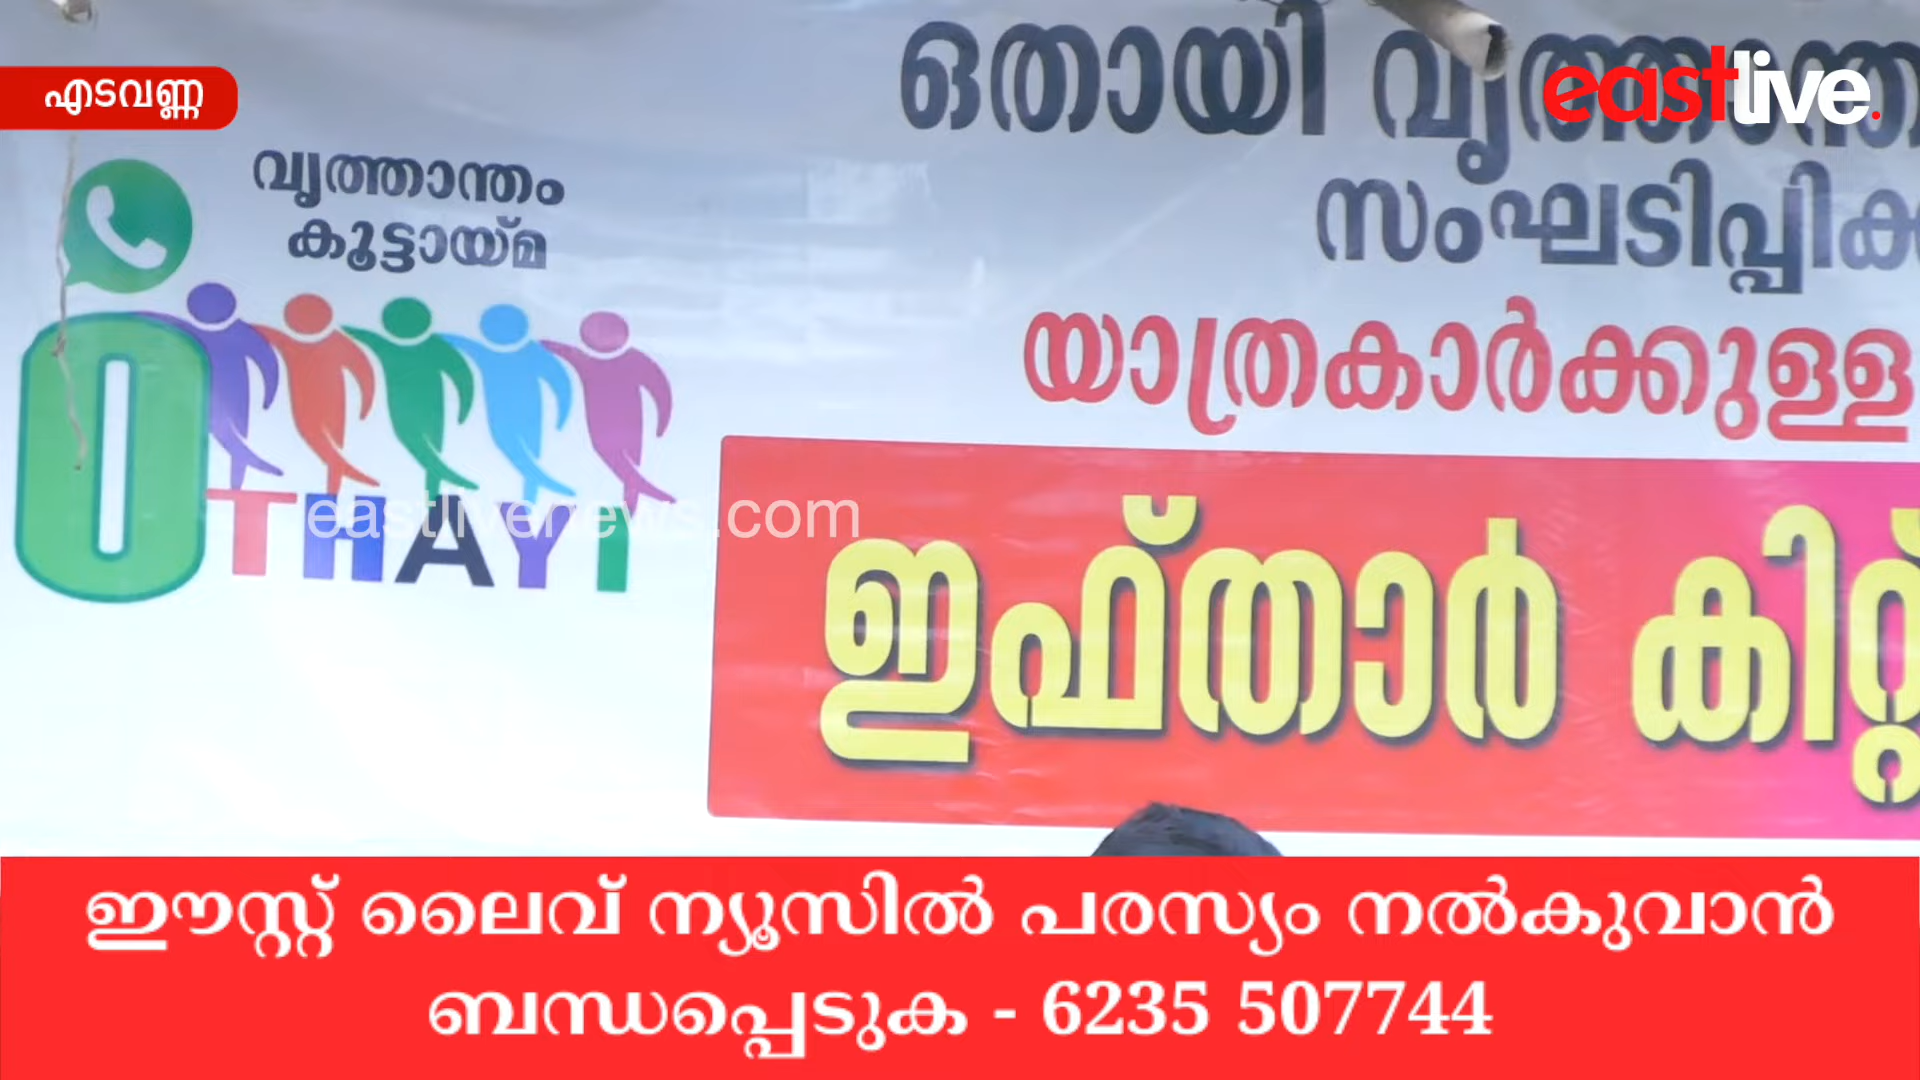 എടവണ്ണ
eastlive.
ഒതായി വൃത്താന്ത
സംഘടിപ്പിക്ക
യാത്രകാർക്കുള്ള
വൃത്താന്തം
കൂട്ടായ്മ
OTHAYI
eastlivenews.com
ഇഫ്താർ കിറ്റ്
ഈസ്റ്റ് ലൈവ് ന്യൂസിൽ പരസ്യം നൽകുവാൻ
ബന്ധപ്പെടുക - 6235 507744